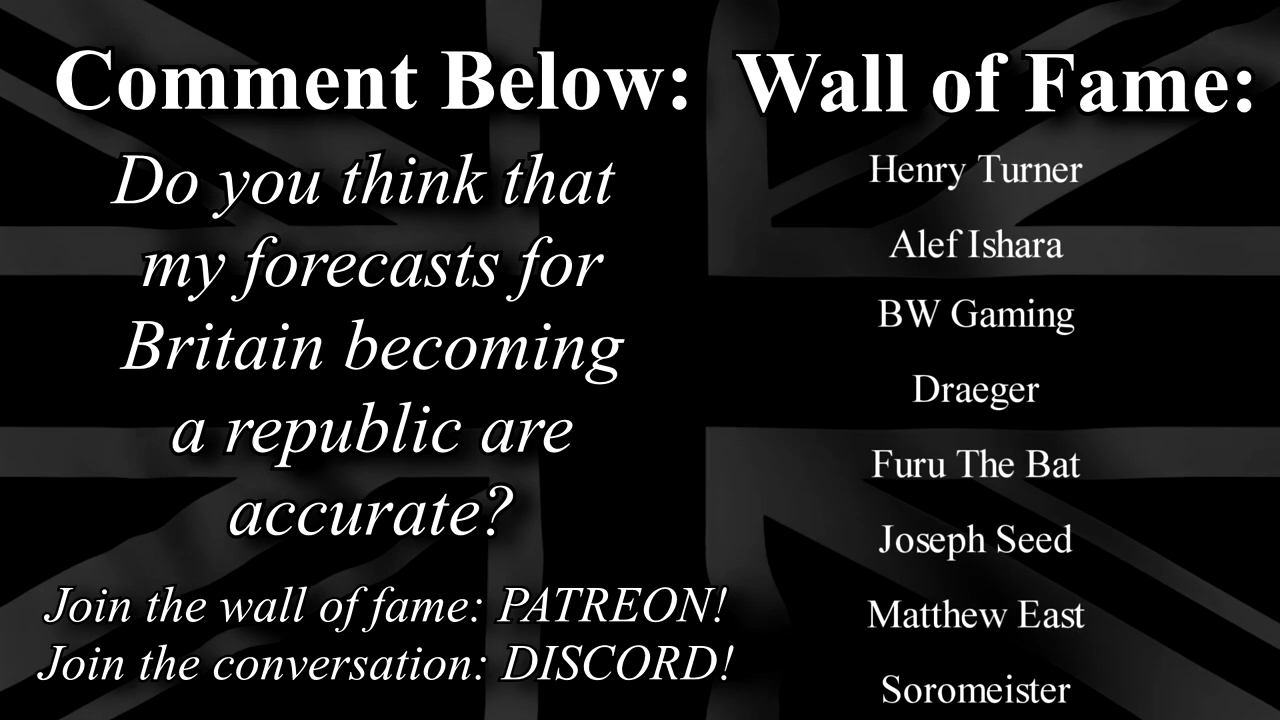 Comment Below:
Do you think that
my forecasts for
Britain becoming
a republic are
accurate?
Join the wall of fame: PATREON!
Join the conversation: DISCORD!
Wall of Fame:
Henry Turner
Alef Ishara
BW Gaming
Draeger
Furu The Bat
Joseph Seed
Matthew East
Soromeister